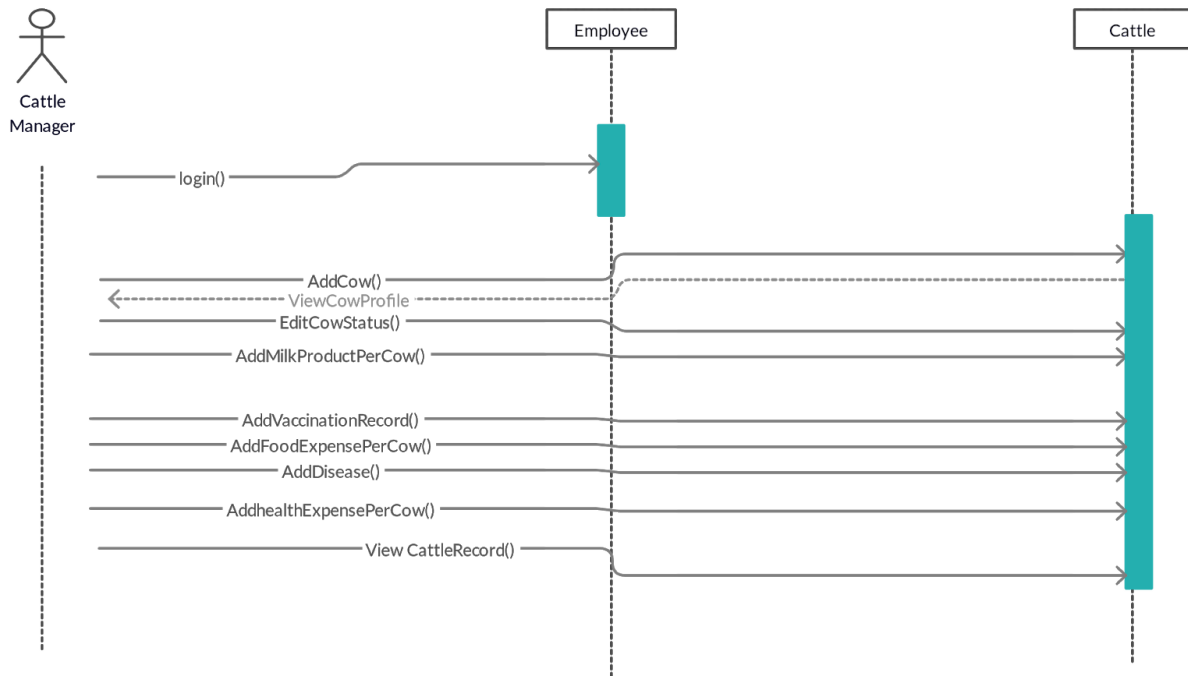 Employee
Cattle
Cattle
Manager
login()
AddCow()
ViewCowProfile
EditCowStatus()
AddMilkProductPerCow()
AddVaccinationRecord()
AddFoodExpensePerCow()
AddDisease()
AddhealthExpensePerCow()
View CattleRecord()